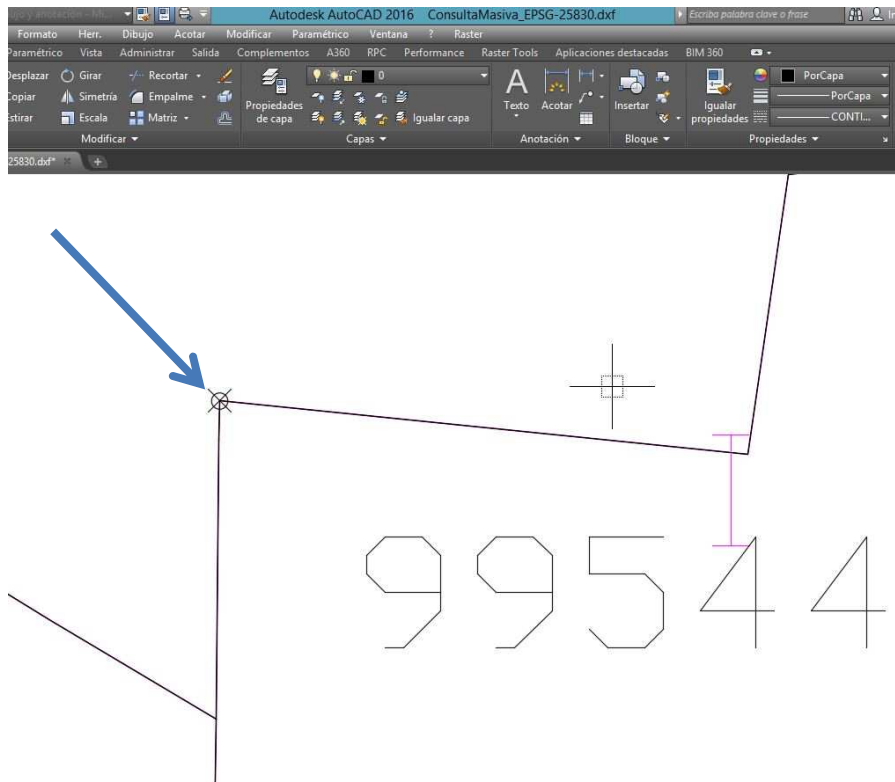 Autodesk AutoCAD 2016 ConsultaMasiva_EPSG-25830.dxf
Escriba palabra clave o frase
Formato Herr. Dibujo Acotar Modificar Paramétrico Ventana ? Raster
Paramétrico Vista Administrar Salida Complementos A360 RPC Performance Raster Tools Aplicaciones destacadas BIM 360
Desplazar Girar Recortar 0 PorCapa
Copiar Simetría Empalme Propiedades de capa Texto Acotar Insertar Igualar propiedades PorCapa
Estirar Escala Matriz Igualar capa CONTI...
Modificar Capas Anotación Bloque Propiedades
25830.dxf* × +
99544